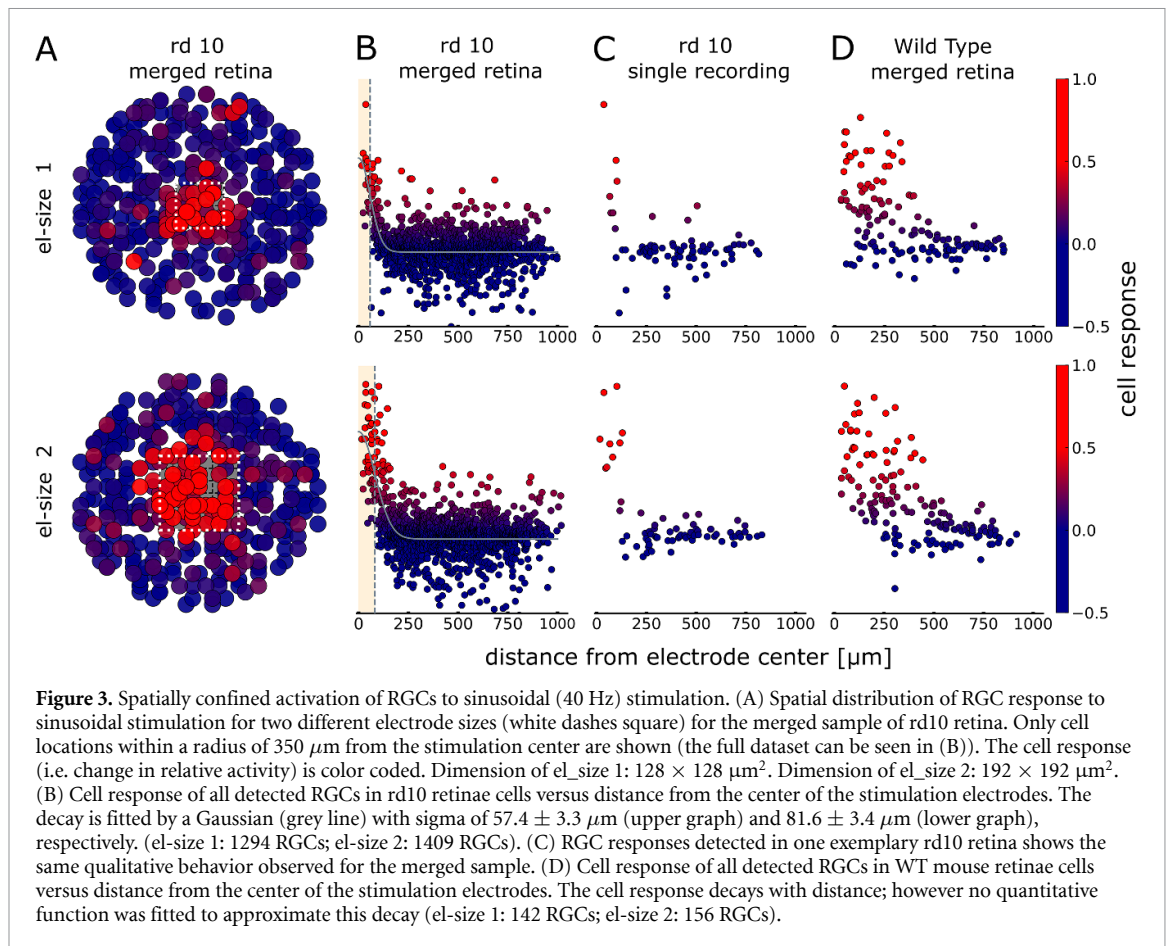 A
rd 10
merged retina
B
rd 10
merged retina
C
rd 10
single recording
D
Wild Type
merged retina
el-size 1
0 250 500 750 1000
0 250 500 750 1000
0 250 500 750 1000
1.0
0.5
0.0
−0.5
el-size 2
0 250 500 750 1000
0 250 500 750 1000
0 250 500 750 1000
1.0
0.5
0.0
−0.5
cell response
distance from electrode center [μm]
Figure 3. Spatially confined activation of RGCs to sinusoidal (40 Hz) stimulation. (A) Spatial distribution of RGC response to
sinusoidal stimulation for two different electrode sizes (white dashes square) for the merged sample of rd10 retina. Only cell
locations within a radius of 350 μm from the stimulation center are shown (the full dataset can be seen in (B)). The cell response
(i.e. change in relative activity) is color coded. Dimension of el_size 1: 128 × 128 μm². Dimension of el_size 2: 192 × 192 μm².
(B) Cell response of all detected RGCs in rd10 retinae cells versus distance from the center of the stimulation electrodes. The
decay is fitted by a Gaussian (grey line) with sigma of 57.4 ± 3.3 μm (upper graph) and 81.6 ± 3.4 μm (lower graph),
respectively. (el-size 1: 1294 RGCs; el-size 2: 1409 RGCs). (C) RGC responses detected in one exemplary rd10 retina shows the
same qualitative behavior observed for the merged sample. (D) Cell response of all detected RGCs in WT mouse retinae cells
versus distance from the center of the stimulation electrodes. The cell response decays with distance; however no quantitative
function was fitted to approximate this decay (el-size 1: 142 RGCs; el-size 2: 156 RGCs).